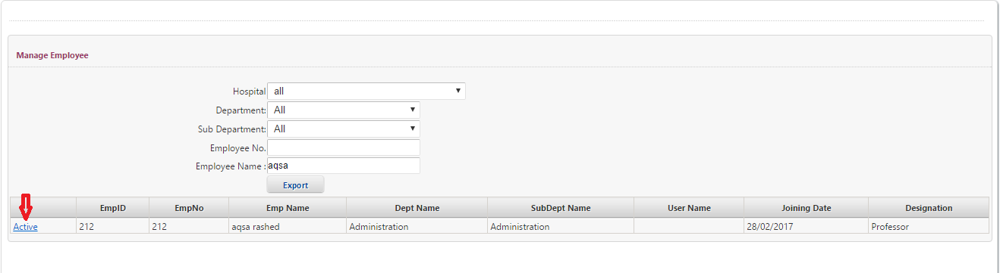 Manage Employee
Hospital all
Department: All
Sub Department: All
Employee No.
Employee Name : aqsa
Export
EmpID EmpNo Emp Name Dept Name SubDept Name User Name Joining Date Designation
Active 212 212 aqsa rashed Administration Administration 28/02/2017 Professor